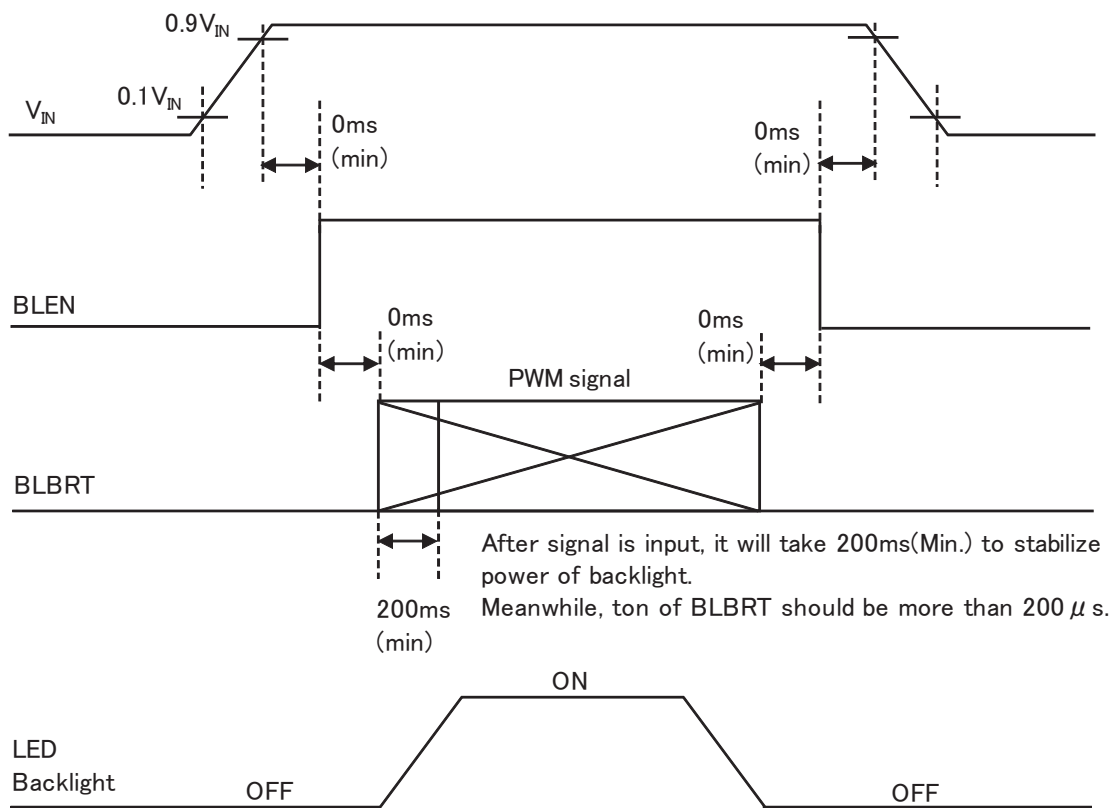 0.9VIN
0.1VIN
VIN
0ms
(min)
0ms
(min)
BLEN
0ms
(min)
0ms
(min)
PWM signal
BLBRT
After signal is input, it will take 200ms(Min.) to stabilize
power of backlight.
Meanwhile, ton of BLBRT should be more than 200μs.
200ms
(min)
ON
LED
Backlight
OFF
OFF